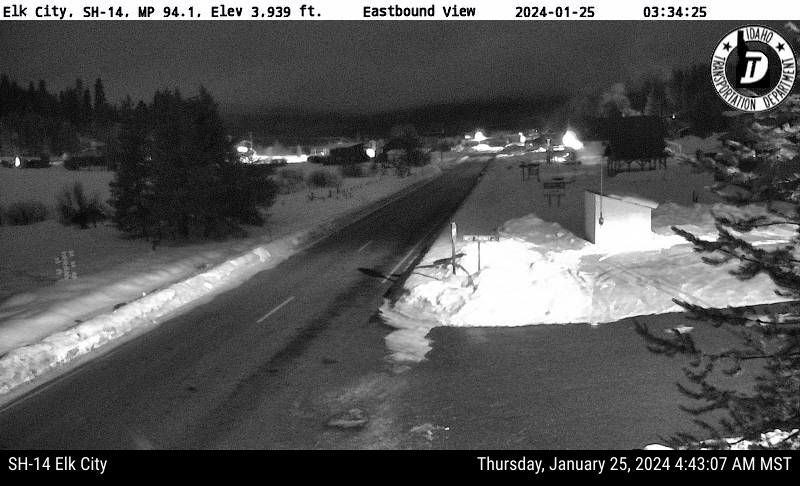 Elk City, SH-14, MP 94.1, Elev 3,939 ft. Eastbound View 2024-01-25 03:34:25
IDAHO
TRANSPORTATION DEPARTMENT
SH-14 Elk City
Thursday, January 25, 2024 4:43:07 AM MST